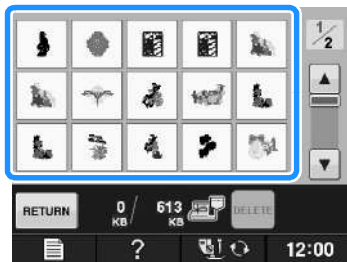 1/2
RETURN
0 KB / 613 KB
DELETE
?
12:00